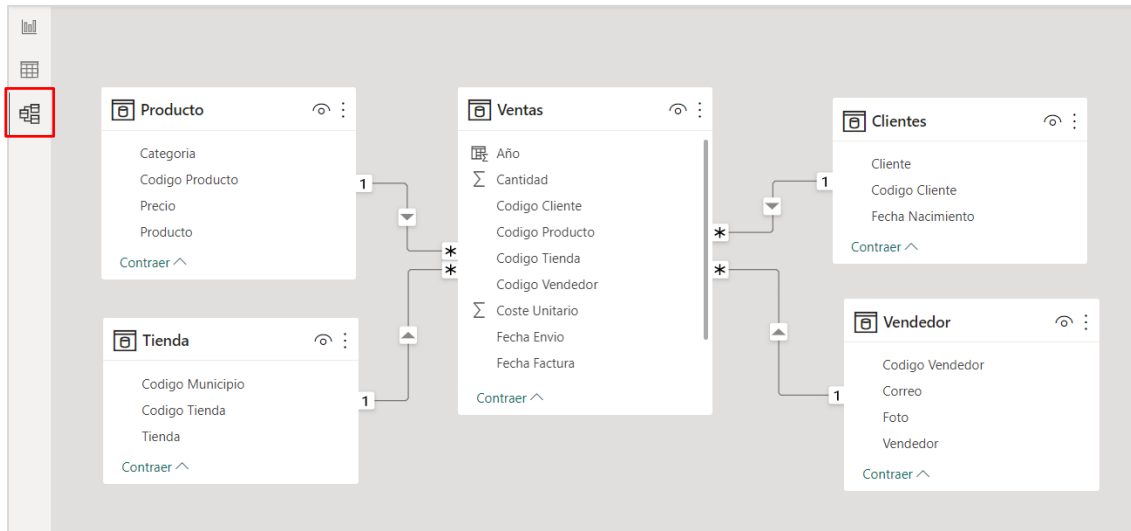 Producto
Categoria
Codigo Producto
Precio
Producto
Contraer
1
*
Tienda
Codigo Municipio
Codigo Tienda
Tienda
Contraer
1
*
Ventas
Año
Σ Cantidad
Codigo Cliente
Codigo Producto
Codigo Tienda
Codigo Vendedor
Σ Coste Unitario
Fecha Envio
Fecha Factura
Contraer
Clientes
Cliente
Codigo Cliente
Fecha Nacimiento
Contraer
1
*
Vendedor
Codigo Vendedor
Correo
Foto
Vendedor
Contraer
1
*